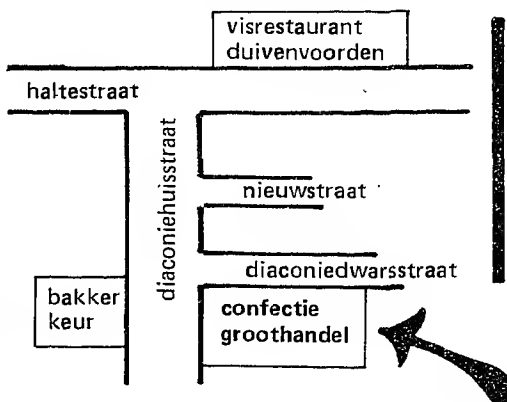 visrestaurant
duivenvoorden
haltestraat
diaconiehuisstraat
nieuwstraat
diaconiedwarsstraat
bakker
keur
confectie
groothandel